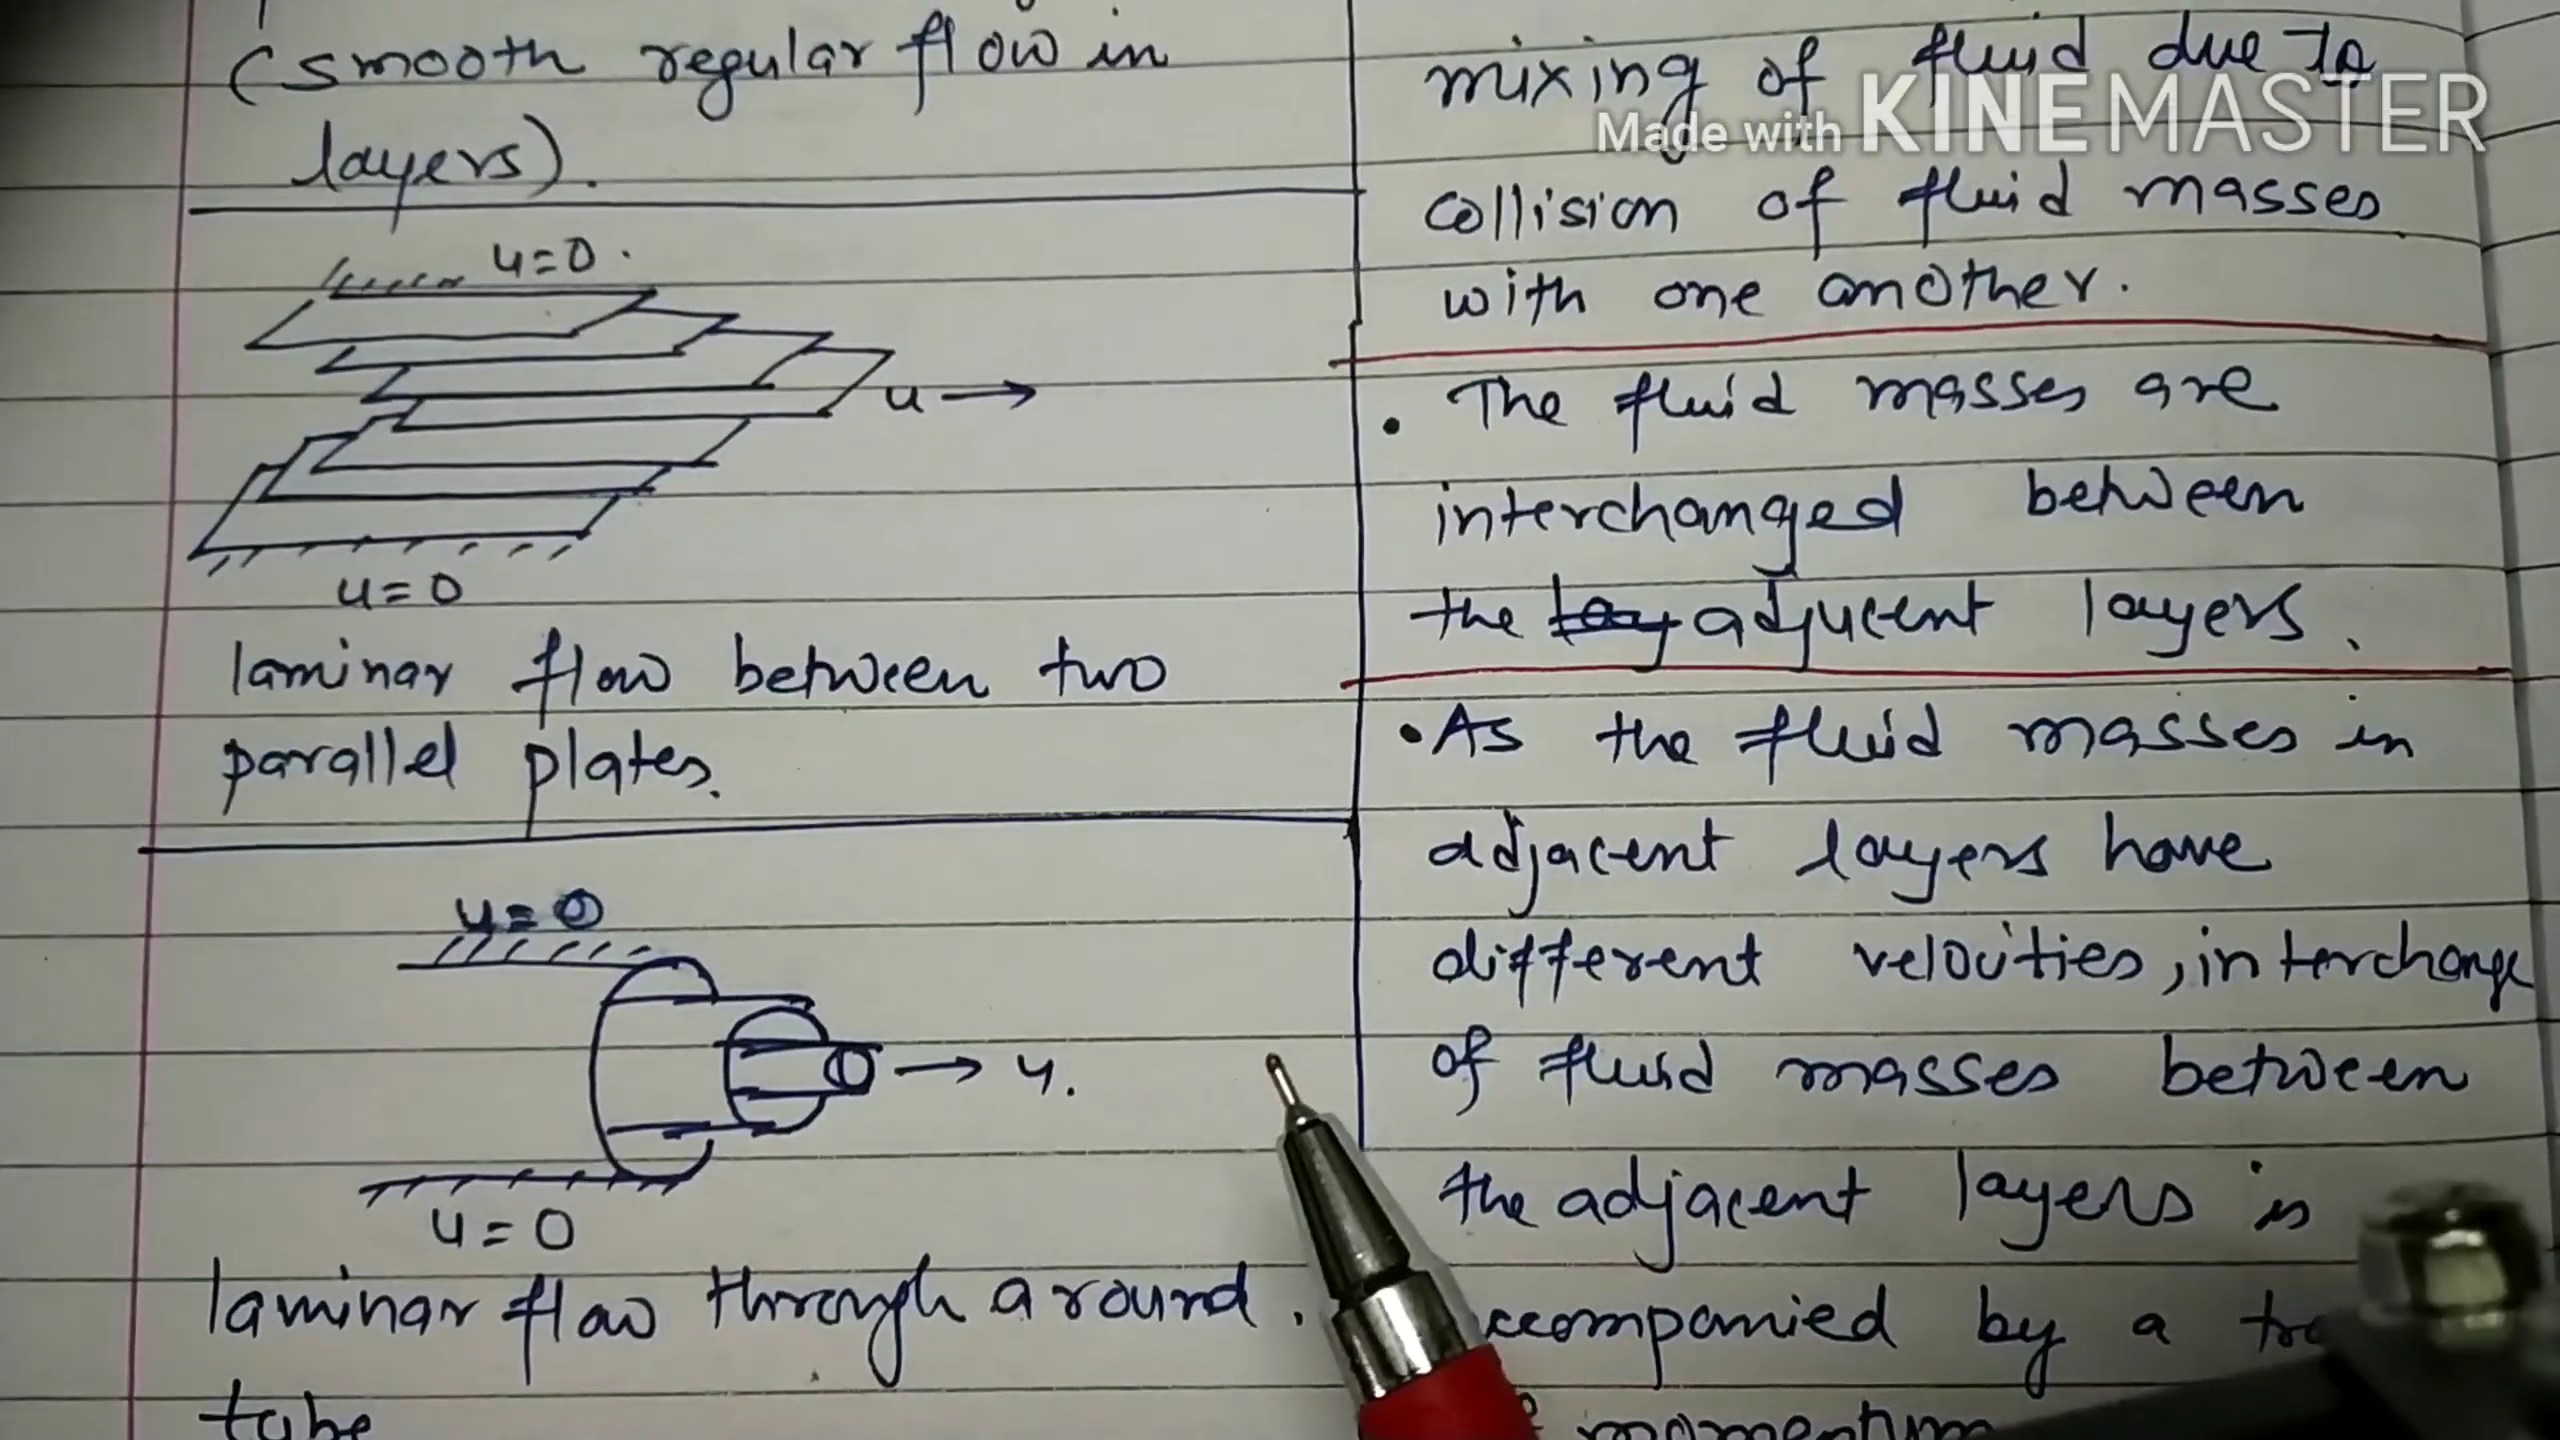 (smooth regular flow in
layers).
u=0.
u
u=0
laminar flow between two
parallel plates.
u=0
u.
u=0
laminar flow through a round.
tube
mixing of fluid due to
Made with KINEMASTER
collision of fluid masses
with one another.
. The fluid masses are
interchanged between
the adjucent layers.
• As the fluid masses in
adjacent layers have
different velocities, interchange
of fluid masses between
the adjacent layers is
ccompanied by a
momentum